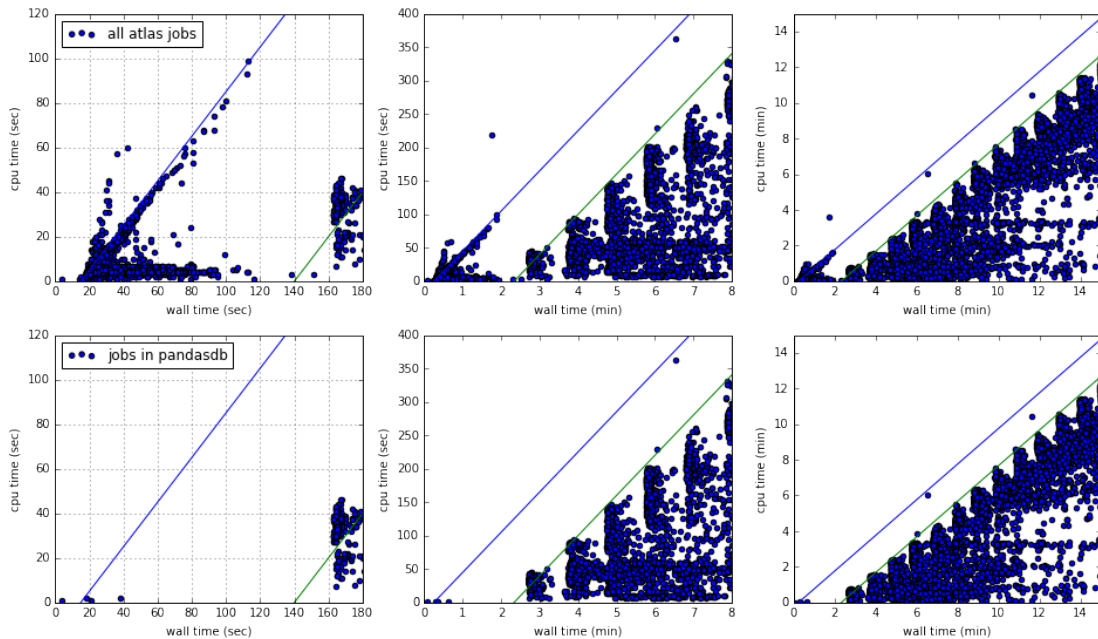 120
100
80
60
40
20
0
cpu time (sec)
all atlas jobs
0 20 40 60 80 100 120 140 160 180
wall time (sec)
400
350
300
250
200
150
100
50
0
cpu time (sec)
0 1 2 3 4 5 6 7 8
wall time (min)
14
12
10
8
6
4
2
0
cpu time (min)
0 2 4 6 8 10 12 14
wall time (min)
120
100
80
60
40
20
0
cpu time (sec)
jobs in pandasdb
0 20 40 60 80 100 120 140 160 180
wall time (sec)
400
350
300
250
200
150
100
50
0
cpu time (sec)
0 1 2 3 4 5 6 7 8
wall time (min)
14
12
10
8
6
4
2
0
cpu time (min)
0 2 4 6 8 10 12 14
wall time (min)